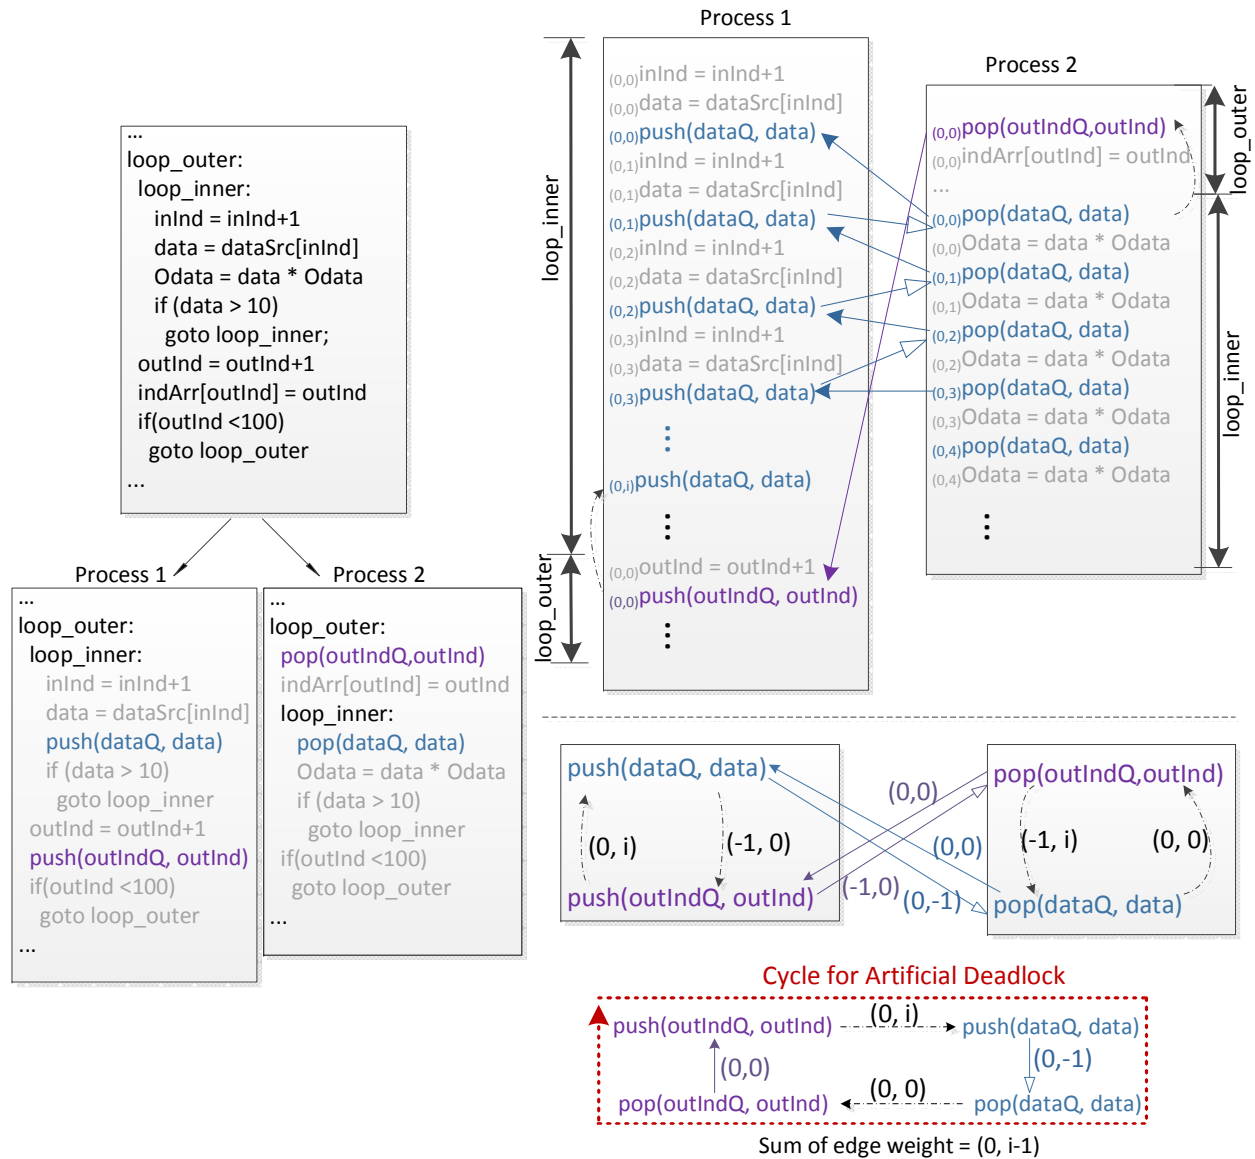 ...
loop_outer:
loop_inner:
inInd = inInd+1
data = dataSrc[inInd]
Odata = data * Odata
if (data > 10)
goto loop_inner;
outInd = outInd+1
indArr[outInd] = outInd
if(outInd <100)
goto loop_outer
...
Process 1
...
loop_outer:
loop_inner:
inInd = inInd+1
data = dataSrc[inInd]
push(dataQ, data)
if (data > 10)
goto loop_inner
outInd = outInd+1
push(outIndQ, outInd)
if(outInd <100)
goto loop_outer
...
Process 2
...
loop_outer:
pop(outIndQ,outInd)
indArr[outInd] = outInd
loop_inner:
pop(dataQ, data)
Odata = data * Odata
if (data > 10)
goto loop_inner
if(outInd <100)
goto loop_outer
...
Process 1
loop_inner
(0,0)inInd = inInd+1
(0,0)data = dataSrc[inInd]
(0,0)push(dataQ, data)
(0,1)inInd = inInd+1
(0,1)data = dataSrc[inInd]
(0,1)push(dataQ, data)
(0,2)inInd = inInd+1
(0,2)data = dataSrc[inInd]
(0,2)push(dataQ, data)
(0,3)inInd = inInd+1
(0,3)data = dataSrc[inInd]
(0,3)push(dataQ, data)
⋮
(0,i)push(dataQ, data)
⋮
loop_outer
(0,0)outInd = outInd+1
(0,0)push(outIndQ, outInd)
⋮
Process 2
loop_outer
(0,0)pop(outIndQ,outInd)
(0,0)indArr[outInd] = outInd
...
loop_inner
(0,0)pop(dataQ, data)
(0,0)Odata = data * Odata
(0,1)pop(dataQ, data)
(0,1)Odata = data * Odata
(0,2)pop(dataQ, data)
(0,2)Odata = data * Odata
(0,3)pop(dataQ, data)
(0,3)Odata = data * Odata
(0,4)pop(dataQ, data)
(0,4)Odata = data * Odata
⋮
push(dataQ, data)
(0, i)
(-1, 0)
push(outIndQ, outInd)
(0,0)
(-1,0)
(0,0)
(0,-1)
pop(outIndQ,outInd)
(-1, i)
(0, 0)
pop(dataQ, data)
Cycle for Artificial Deadlock
push(outIndQ, outInd)
(0, i)
push(dataQ, data)
(0,0)
(0,-1)
pop(outIndQ, outInd)
(0, 0)
pop(dataQ, data)
Sum of edge weight = (0, i-1)